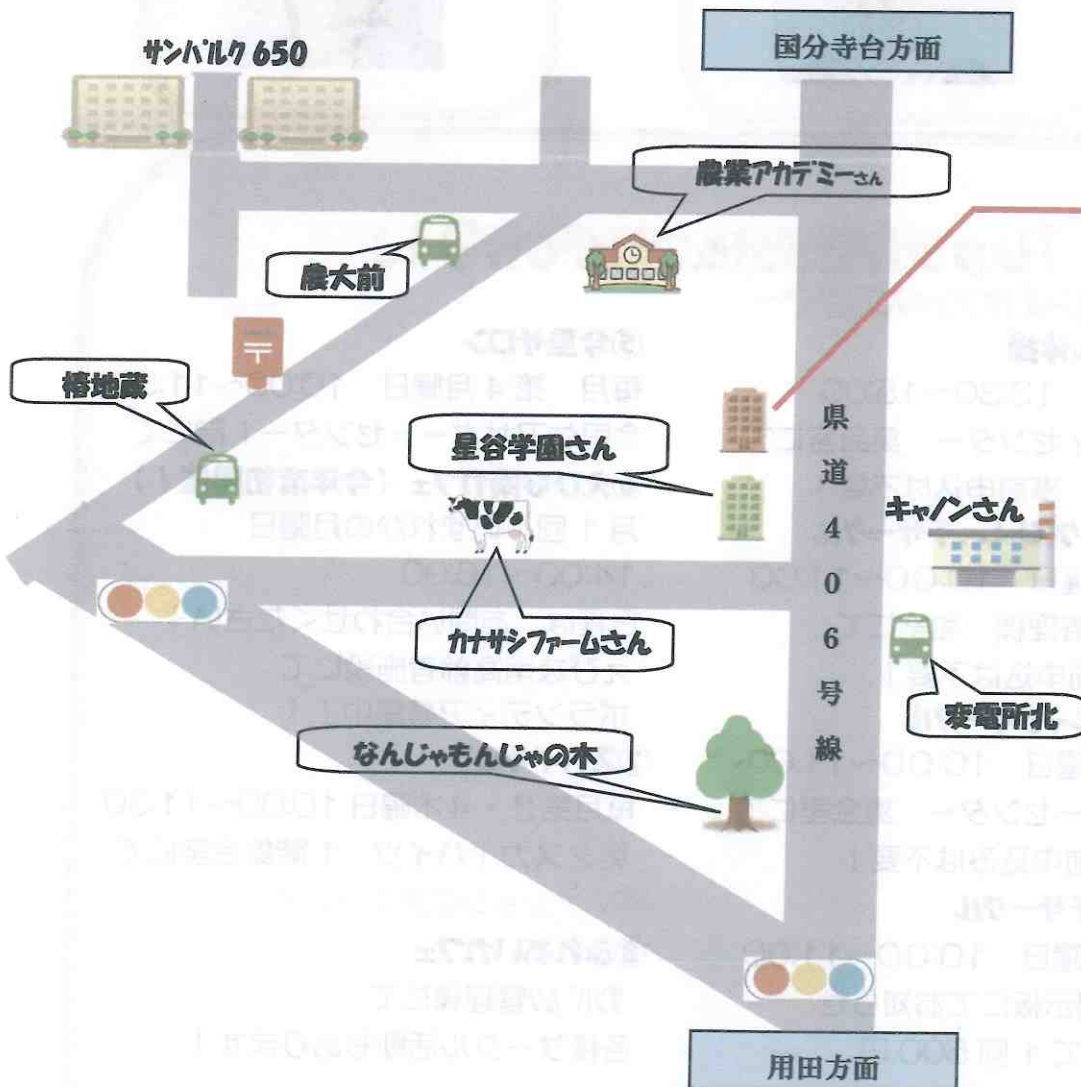 サンパルク 650
国分寺台方面
農業アカデミーさん
農大前
〒
椿地蔵
星谷学園さん
県道406号線
キャノンさん
カナサシファームさん
変電所北
なんじゃもんじゃの木
用田方面